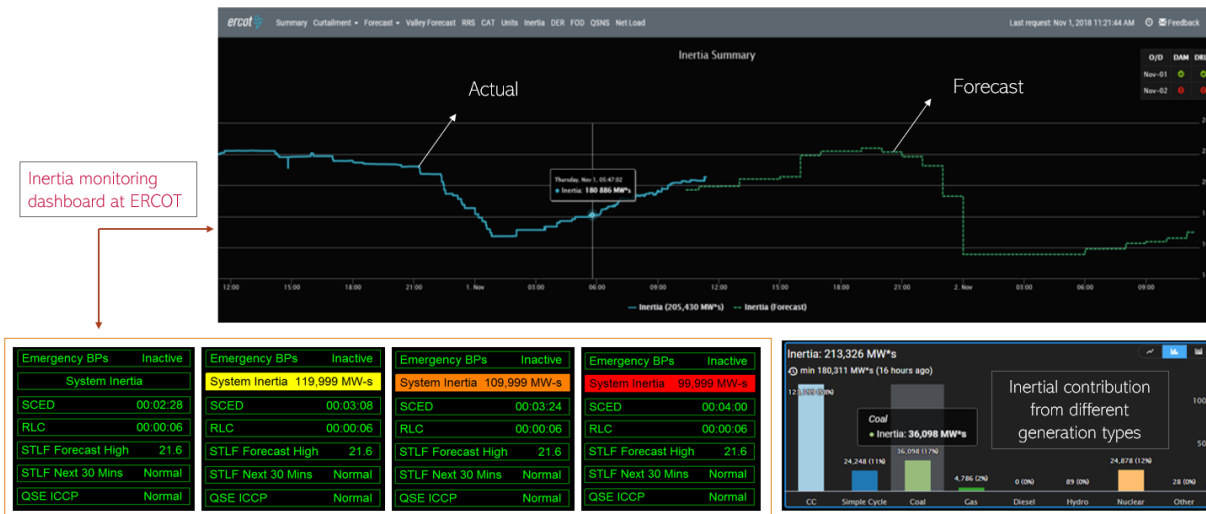 ercot
Summary Curtailment Forecast Valley Forecast RRS CAT Units Inertia DER FOD QSNS Net Load
Last request: Nov 1, 2018 11:21:44 AM
Feedback
Inertia Summary
O/D DAM
Nov-01
Nov-02
Actual
Forecast
Inertia monitoring
dashboard at ERCOT
Thursday, Nov 1, 05:47:02
Inertia: 180 886 MW*s
12:00 15:00 18:00 21:00 1. Nov 03:00 06:00 09:00 12:00 15:00 18:00 21:00 2. Nov 03:00 06:00 09:00
Inertia (205,430 MW*s) Inertia (Forecast)
Emergency BPs Inactive
System Inertia
SCED 00:02:28
RLC 00:00:06
STLF Forecast High 21.6
STLF Next 30 Mins Normal
QSE ICCP Normal
Emergency BPs Inactive
System Inertia 119,999 MW-s
SCED 00:03:08
RLC 00:00:06
STLF Forecast High 21.6
STLF Next 30 Mins Normal
QSE ICCP Normal
Emergency BPs Inactive
System Inertia 109,999 MW-s
SCED 00:03:24
RLC 00:00:06
STLF Forecast High 21.6
STLF Next 30 Mins Normal
QSE ICCP Normal
Emergency BPs Inactive
System Inertia 99,999 MW-s
SCED 00:04:00
RLC 00:00:06
STLF Forecast High 21.6
STLF Next 30 Mins Normal
QSE ICCP Normal
Inertia: 213,326 MW*s
min 180,311 MW*s (16 hours ago)
Inertial contribution
from different
generation types
Coal
Inertia: 36,098 MW*s
24,248 (11%)
36,098 (17%)
4,786 (2%)
0 (0%)
89 (0%)
24,878 (12%)
28 (0%)
CC Simple Cycle Coal Gas Diesel Hydro Nuclear Other